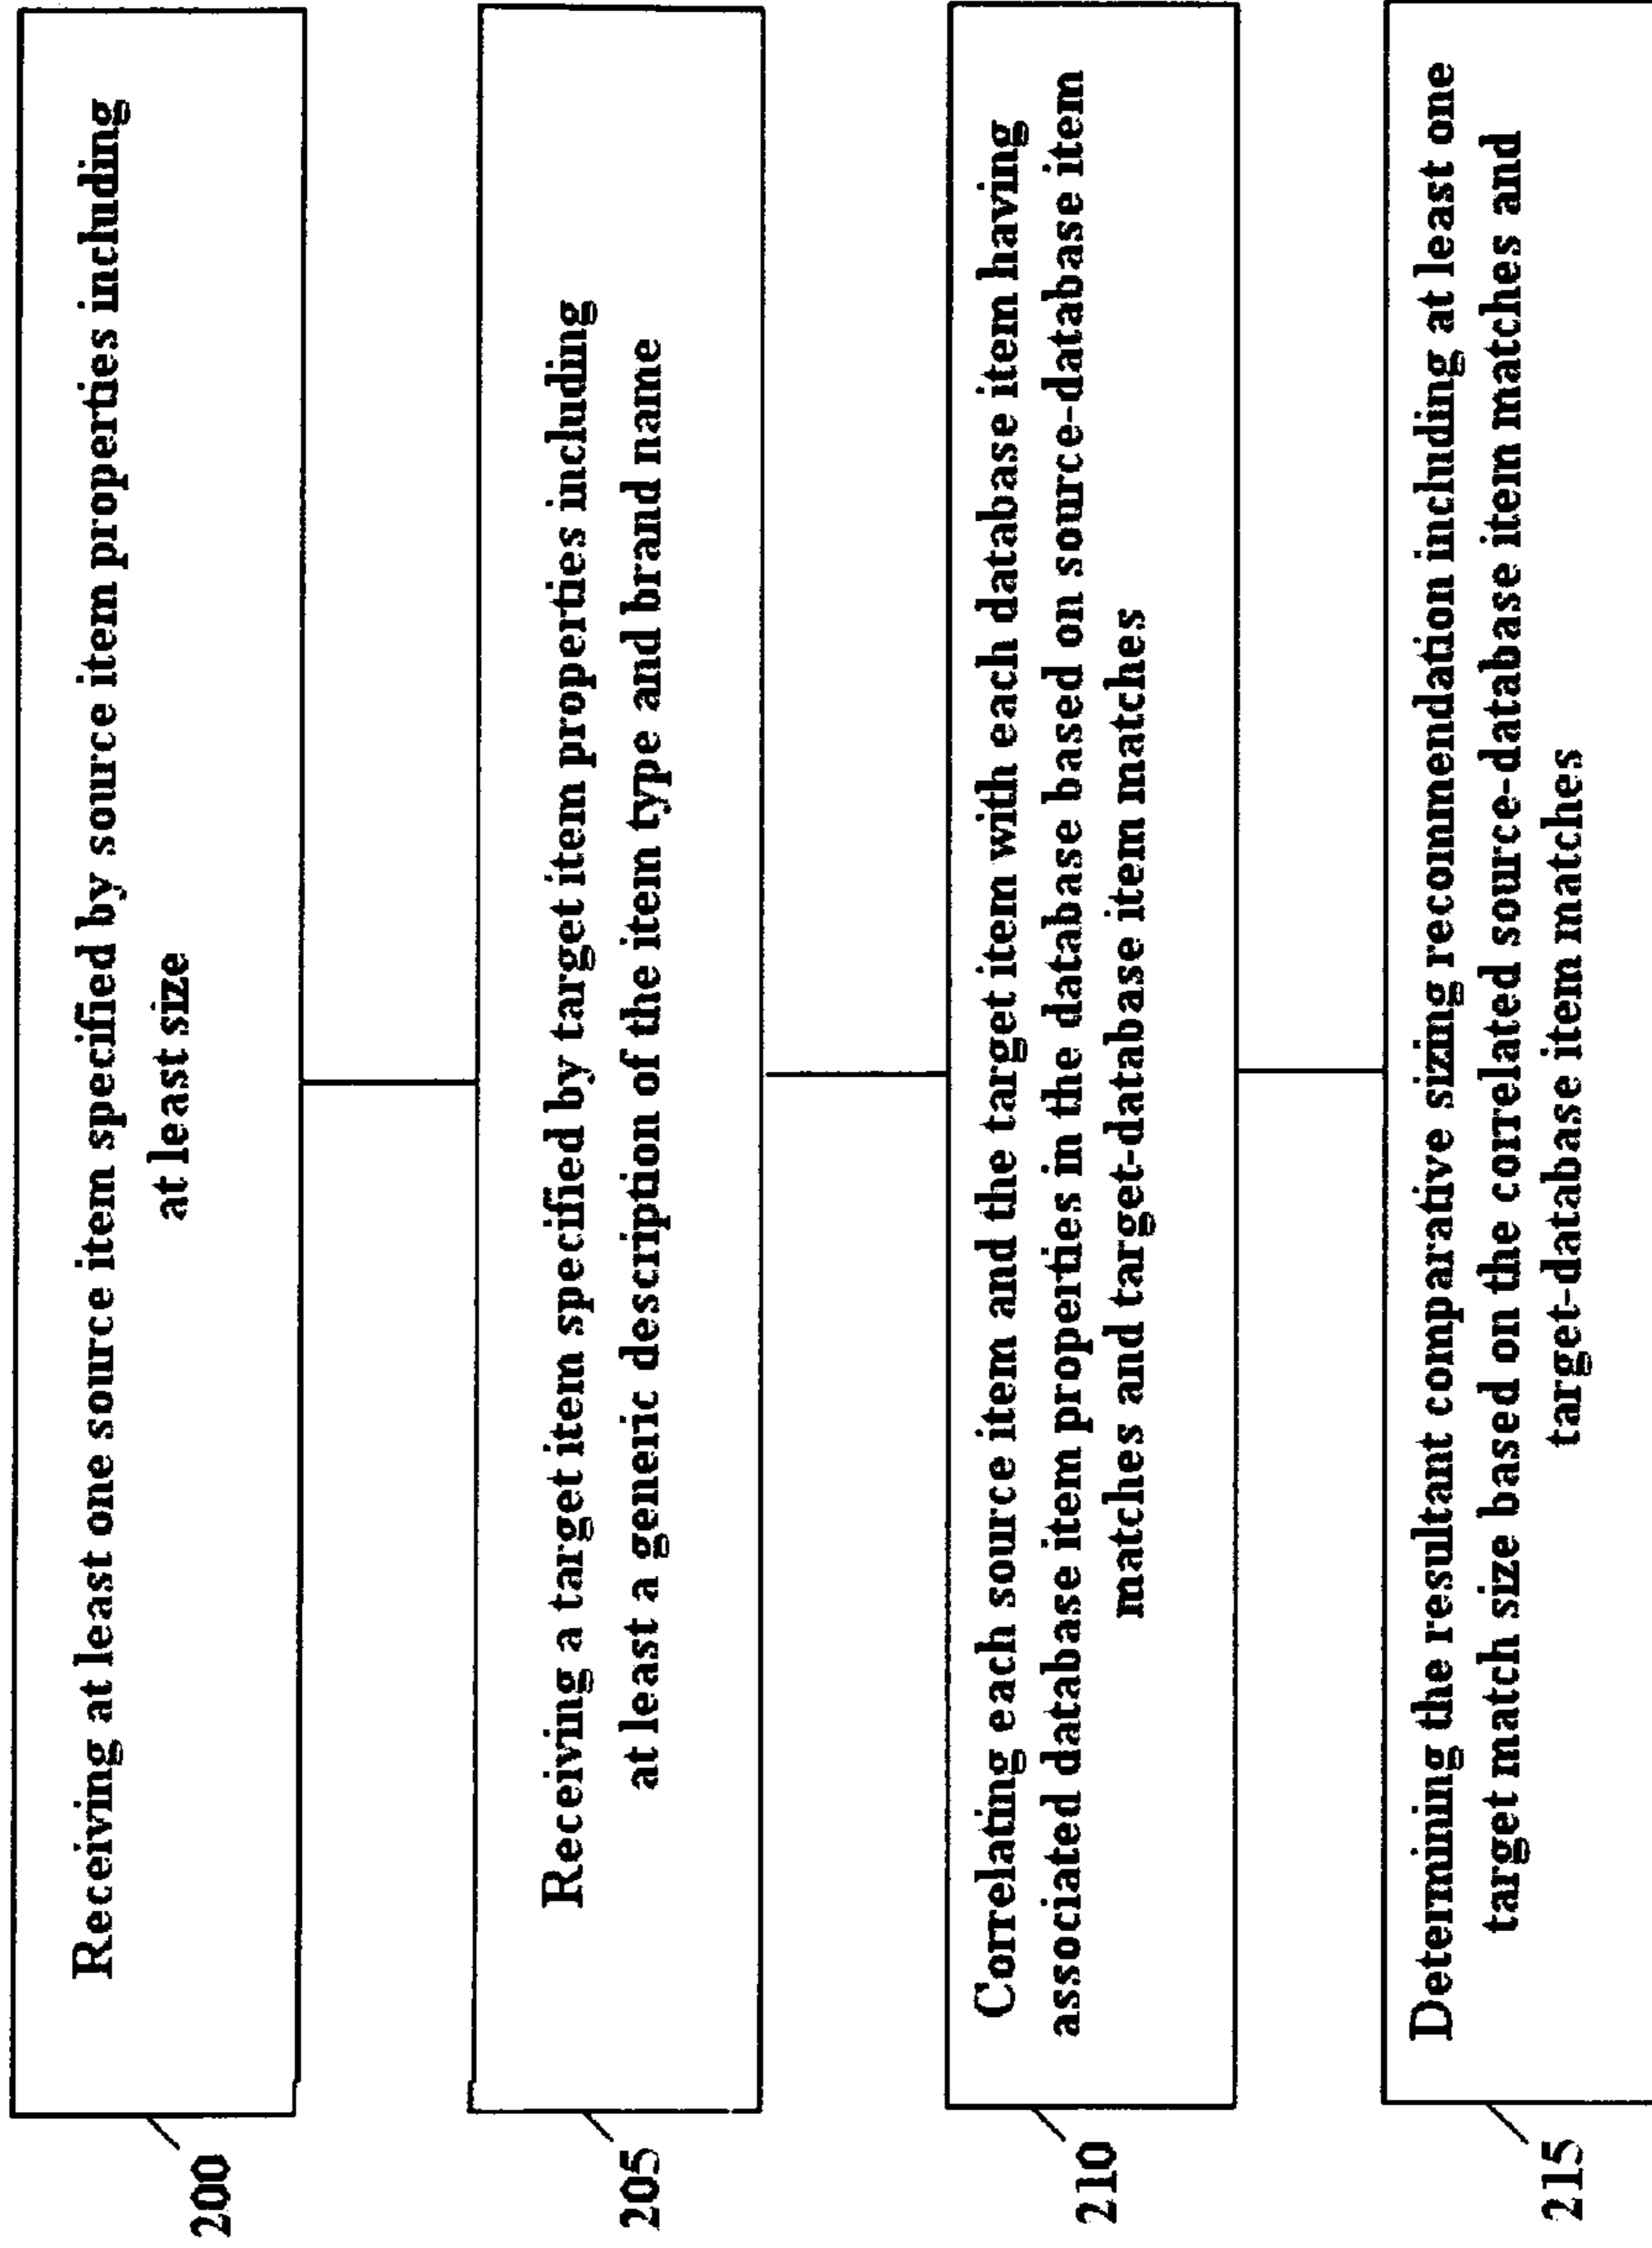 Receiving at least one source item specified by source item properties including
at least size
200
Receiving a target item specified by target item properties including
at least a generic description of the item type and brand name
205
Correlating each source item and the target item with each database item having
associated database item properties in the database based on source-database item
matches and target-database item matches
210
Determining the resultant comparative sizing recommendation including at least one
target match size based on the correlated source-database item matches and
target-database item matches
215